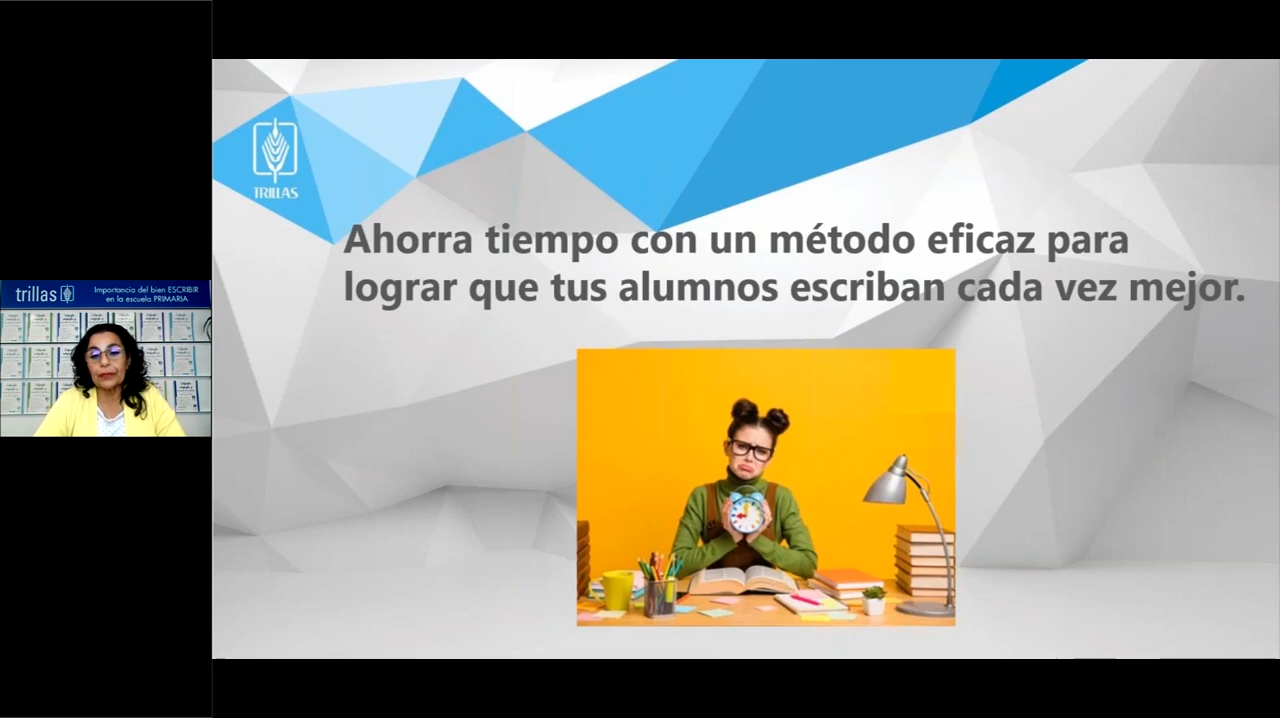 TRILLAS
Ahorra tiempo con un método eficaz para
lograr que tus alumnos escriban cada vez mejor.
trillas
Importancia del bien ESCRIBIR
en la escuela PRIMARIA